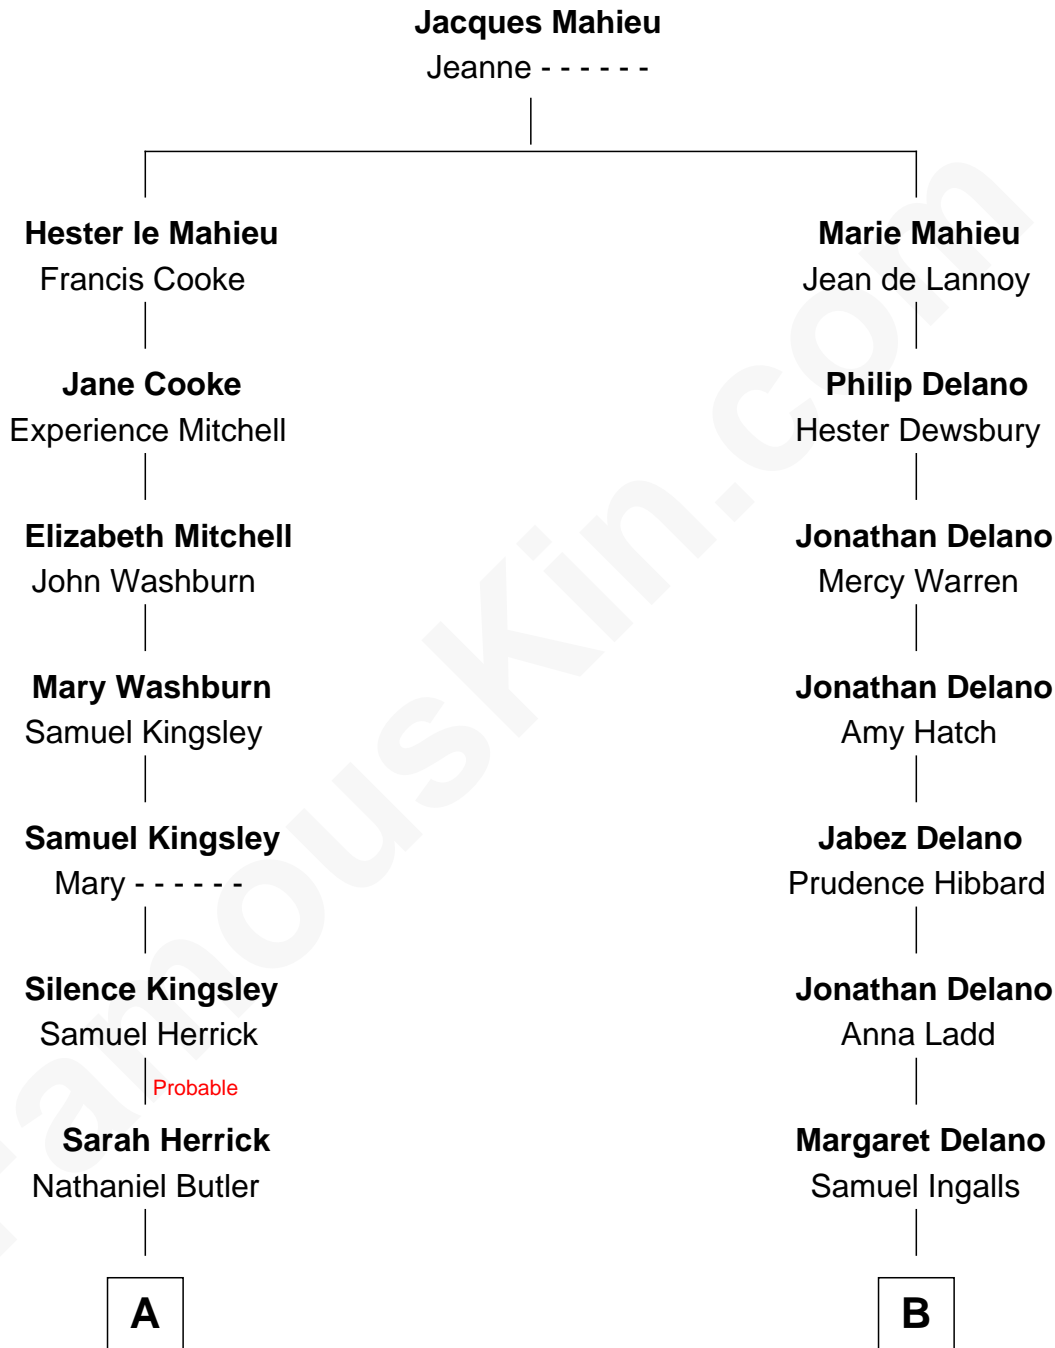 Jacques Mahieu
Jeanne - - - - - -
Hester le Mahieu
Francis Cooke
Marie Mahieu
Jean de Lannoy
Jane Cooke
Experience Mitchell
Philip Delano
Hester Dewsbury
Elizabeth Mitchell
John Washburn
Jonathan Delano
Mercy Warren
Mary Washburn
Samuel Kingsley
Jonathan Delano
Amy Hatch
Samuel Kingsley
Mary - - - - - -
Jabez Delano
Prudence Hibbard
Silence Kingsley
Samuel Herrick
Probable
Jonathan Delano
Anna Ladd
Sarah Herrick
Nathaniel Butler
Margaret Delano
Samuel Ingalls
A
B
FamousKin.com